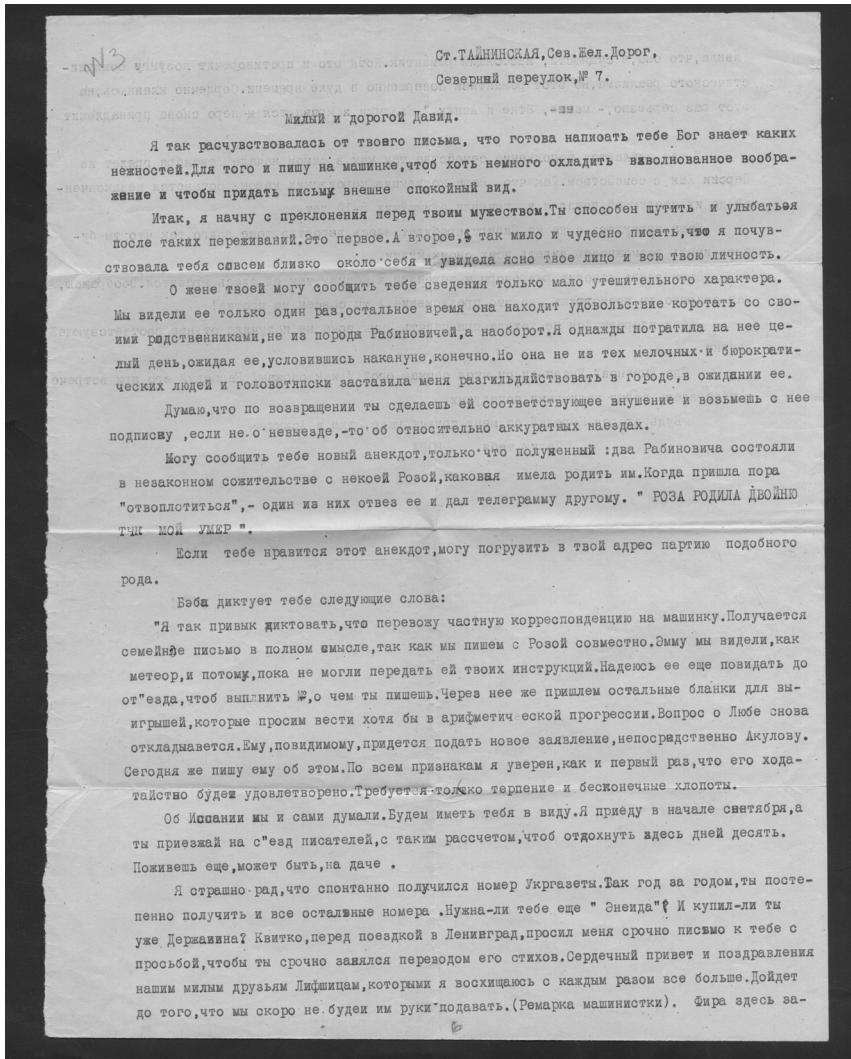 N3
Ст.ТАЙНИНСКАЯ,Сев.Жел.Дорог,
Северный переулок,№ 7.
Милый и дорогой Давид.
Я так расчувствовалась от твоего письма, что готова напиоать тебе Бог знает каких
нежностей.Для того и пишу на машинке,чтоб хоть немного охладить взволнованное вообра-
жение и чтобы придать письму внешне спокойный вид.
Итак, я начну с преклонения перед твоим мужеством.Ты способен шутить и улыбаться
после таких переживаний.Это первое.А второе, так мило и чудесно писать,что я почув-
ствовала тебя совсем близко около себя и увидела ясно твое лицо и всю твою личность.
О жене твоей могу сообщить тебе сведения только мало утешительного характера.
Мы видели ее только один раз,остальное время она находит удовольствие коротать со сво-
ими родственниками,не из породы Рабиновичей,а наоборот.Я однажды потратила на нее це-
лый день,ожидая ее,условившись накануне,конечно.Но она не из тех мелочных и бюрократи-
ческих людей и головотяпски заставила меня разгильдяйствовать в городе,в ожидании ее.
Думаю,что по возвращении ты сделаешь ей соответствующее внушение и возьмешь с нее
подписку ,если не о невыезде,-то об относительно аккуратных наездах.
Могу сообщить тебе новый анекдот,только что полученный :два Рабиновича состояли
в незаконном сожительстве с некоей Розой,каковая имела родить им.Когда пришла пора
"отвоплотиться",- один из них отвез ее и дал телеграмму другому. " РОЗА РОДИЛА ДВОЙНЮ
ТЧК МОЙ УМЕР ".
Если тебе нравится этот анекдот,могу погрузить в твой адрес партию подобного
рода.
Бэба диктует тебе следующие слова:
"Я так привык диктовать,что перевожу частную корреспонденцию на машинку.Получается
семейное письмо в полном смысле,так как мы пишем с Розой совместно.Эмму мы видели,как
метеор,и потому,пока не могли передать ей твоих инструкций.Надеюсь ее еще повидать до
от"езда,чтоб выплнить №,о чем ты пишешь.Через нее же пришлем остальные бланки для вы-
игрышей,которые просим вести хотя бы в арифметич еской прогрессии.Вопрос о Любе снова
откладыавется.Ему,повидимому,придется подать новое заявление,непосредственно Акулову.
Сегодня же пишу ему об этом.По всем признакам я уверен,как и первый раз,что его хода-
тайство будет удовлетворено.Требуется только терпение и бесконечные хлопоты.
Об Испании мы и сами думали.Будем иметь тебя в виду.Я приеду в начале сентября,а
ты приезжай на с"езд писателей,с таким рассчетом,чтоб отдохнуть здесь дней десять.
Поживешь еще,может быть,на даче .
Я страшно рад,что спонтанно получился номер Укргазеты.Так год за годом,ты посте-
пенно получить и все остальные номера .Нужна-ли тебе еще " Энеида"? И купил-ли ты
уже Державина? Квитко,перед поездкой в Ленинград,просил меня срочно письмо к тебе с
просьбой,чтобы ты срочно занялся переводом его стихов.Сердечный привет и поздравления
нашим милым друзьям Лифшицам,которыми я восхищаюсь с каждым разом все больше.Дойдет
до того,что мы скоро не будеи им руки подавать.(Ремарка машинистки). Фира здесь за-
6